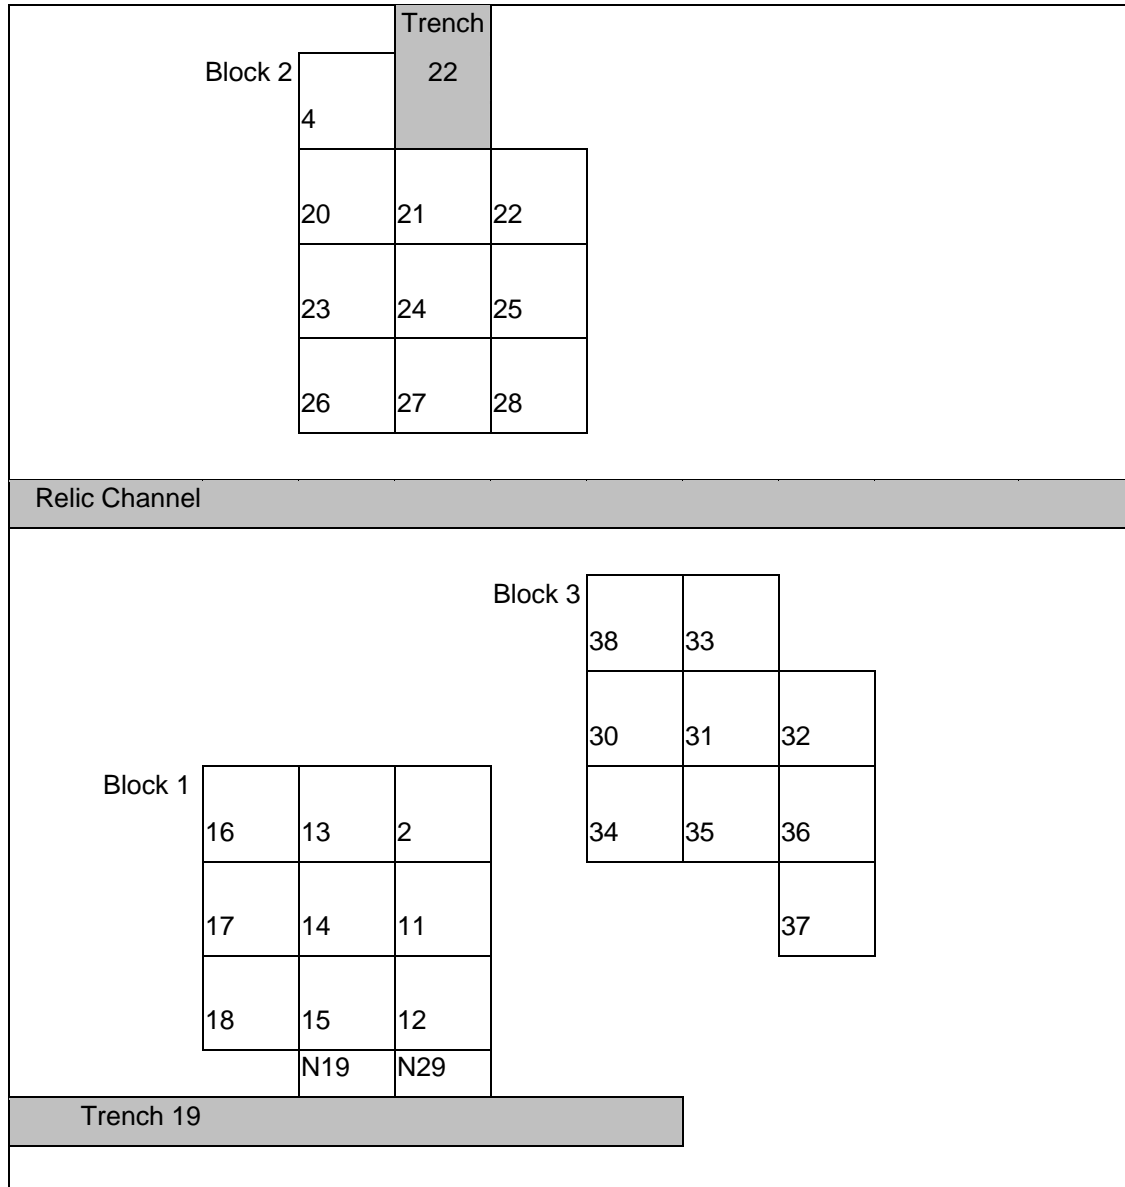 Trench
Block 2 22
4
20 21 22
23 24 25
26 27 28
Relic Channel
Block 3
38 33
30 31 32
Block 1
16 13 2 34 35 36
17 14 11 37
18 15 12
N19 N29
Trench 19